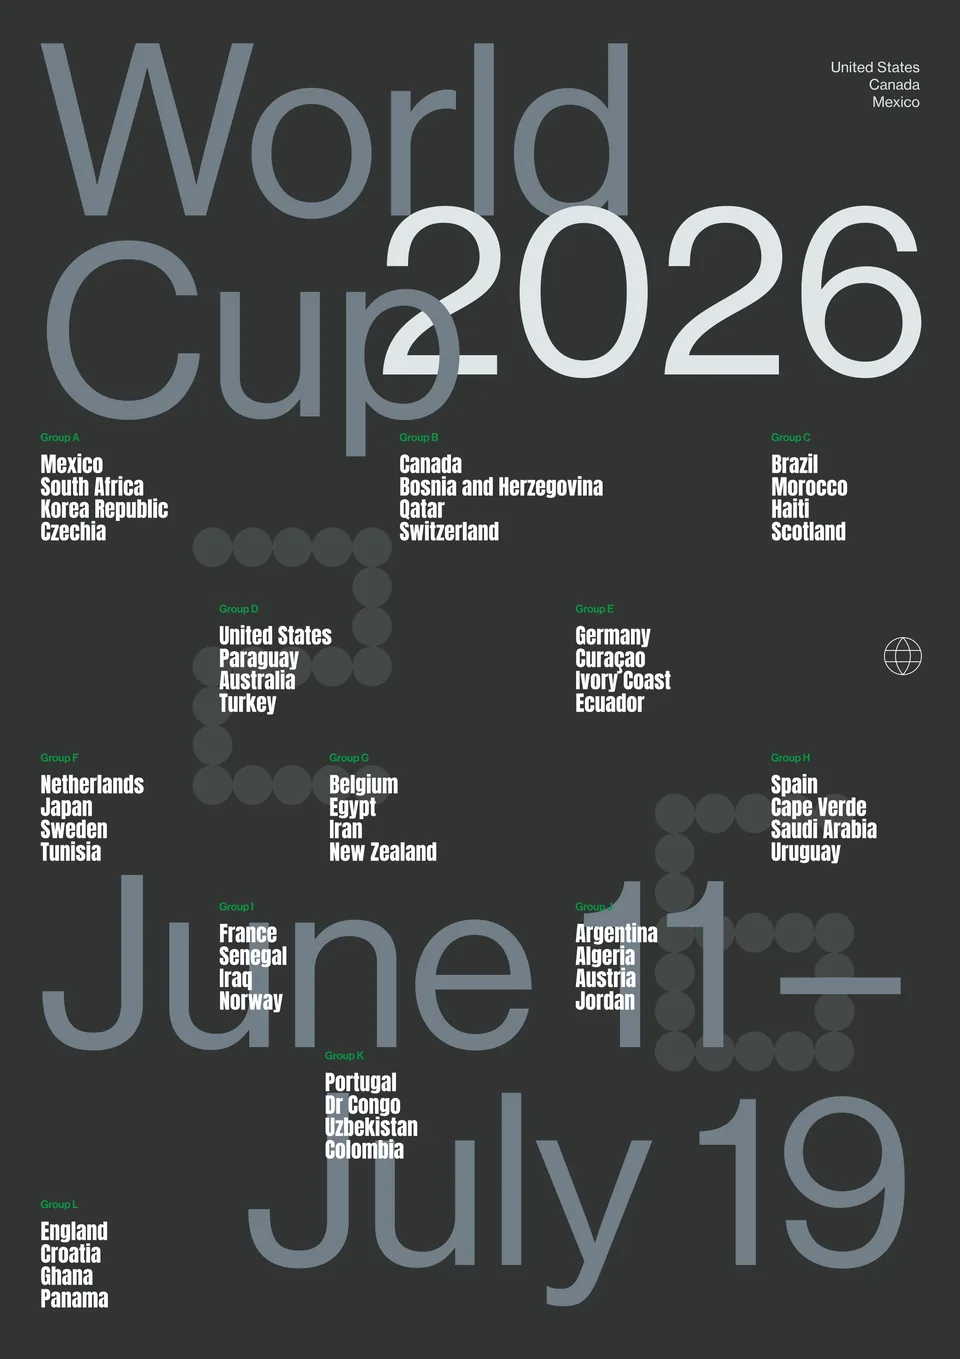 World
Cup
2026
United States
Canada
Mexico
Group A
Mexico
South Africa
Korea Republic
Czechia
Group B
Canada
Bosnia and Herzegovina
Qatar
Switzerland
Group C
Brazil
Morocco
Haiti
Scotland
Group D
United States
Paraguay
Australia
Turkey
Group E
Germany
Curaçao
Ivory Coast
Ecuador
Group F
Netherlands
Japan
Sweden
Tunisia
Group G
Belgium
Egypt
Iran
New Zealand
Group H
Spain
Cape Verde
Saudi Arabia
Uruguay
June 11 —
Group I
France
Senegal
Iraq
Norway
Group J
Argentina
Algeria
Austria
Jordan
Group K
Portugal
Dr Congo
Uzbekistan
Colombia
July 19
Group L
England
Croatia
Ghana
Panama
26